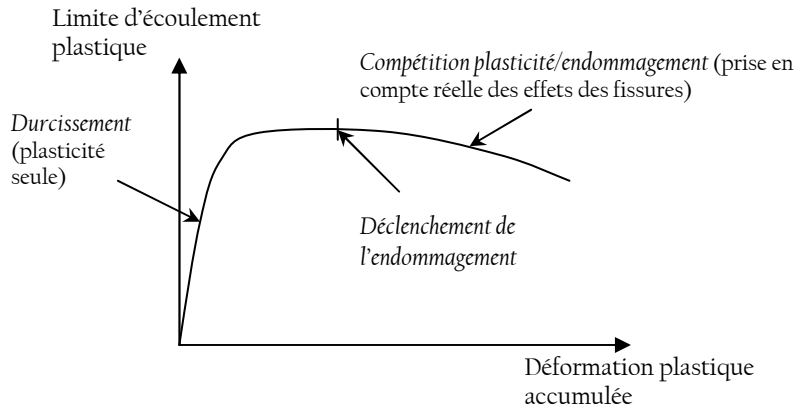 Limite d'écoulement
plastique
Compétition plasticité/endommagement (prise en
compte réelle des effets des fissures)
Durcissement
(plasticité
seule)
Déclenchement de
l'endommagement
Déformation plastique
accumulée